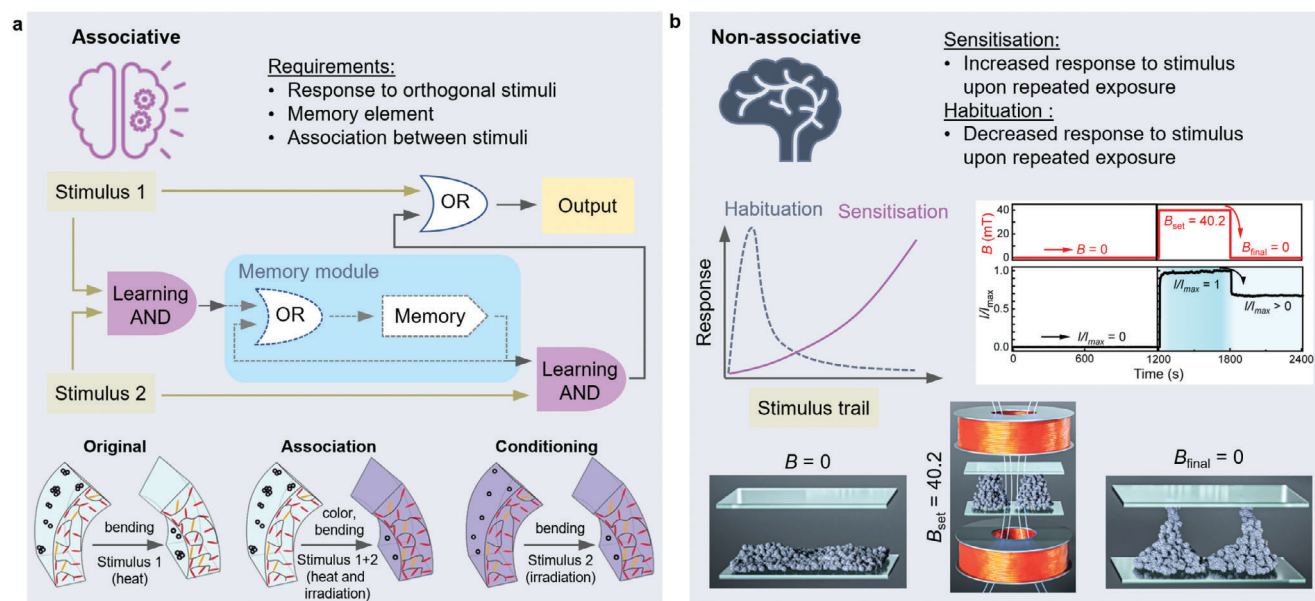 a
Associative
Requirements:
• Response to orthogonal stimuli
• Memory element
• Association between stimuli
Stimulus 1
OR
Output
Memory module
Learning
AND
OR
Memory
Learning
AND
Stimulus 2
Original
bending
Stimulus 1
(heat)
Association
color,
bending
Stimulus 1+2
(heat and
irradiation)
Conditioning
bending
Stimulus 2
(irradiation)
b
Non-associative
Sensitisation:
• Increased response to stimulus
upon repeated exposure
Habituation :
• Decreased response to stimulus
upon repeated exposure
Response
Habituation
Sensitisation
Stimulus trail
B (mT)
40
20
0
B = 0
Bset = 40.2
Bfinal = 0
I/Imax
1.0
0.5
0.0
I/Imax = 0
I/Imax = 1
I/Imax > 0
0
600
1200
1800
2400
Time (s)
B = 0
Bset = 40.2
Bfinal = 0